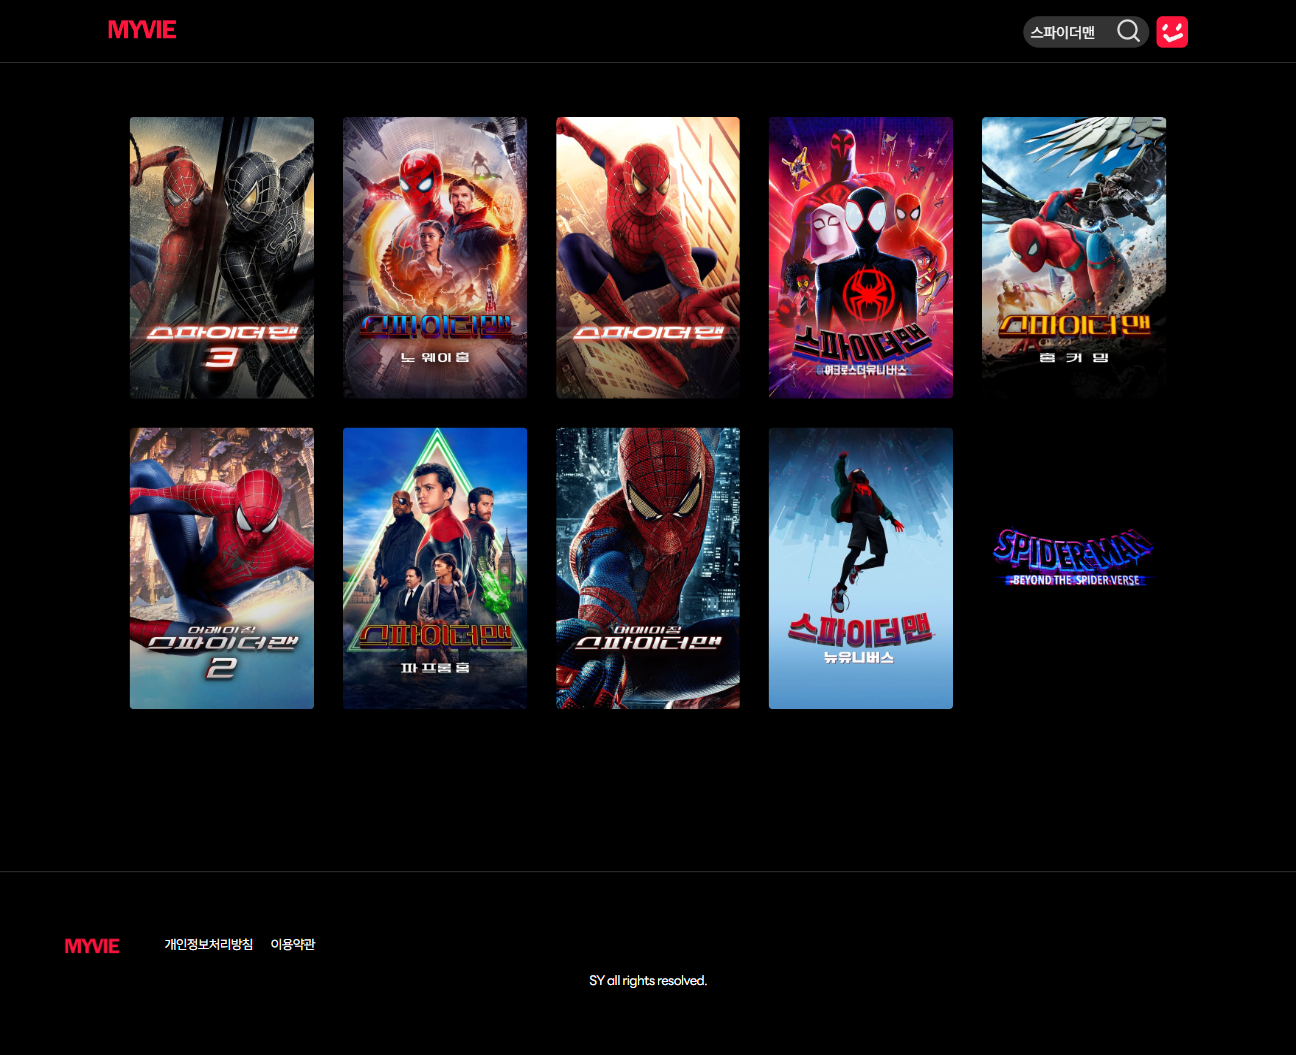 MYVIE
스파이더맨
스파이더맨
3
스파이더맨
노 웨이 홈
스파이더맨
스파이더맨
어크로스 더 유니버스
스파이더맨
홈 커 밍
어메이징
스파이더맨
2
스파이더맨
파 프롬 홈
어메이징
스파이더맨
스파이더맨
뉴 유니버스
SPIDER-MAN
BEYOND THE SPIDER-VERSE
MYVIE
개인정보처리방침 이용약관
SY all rights resolved.